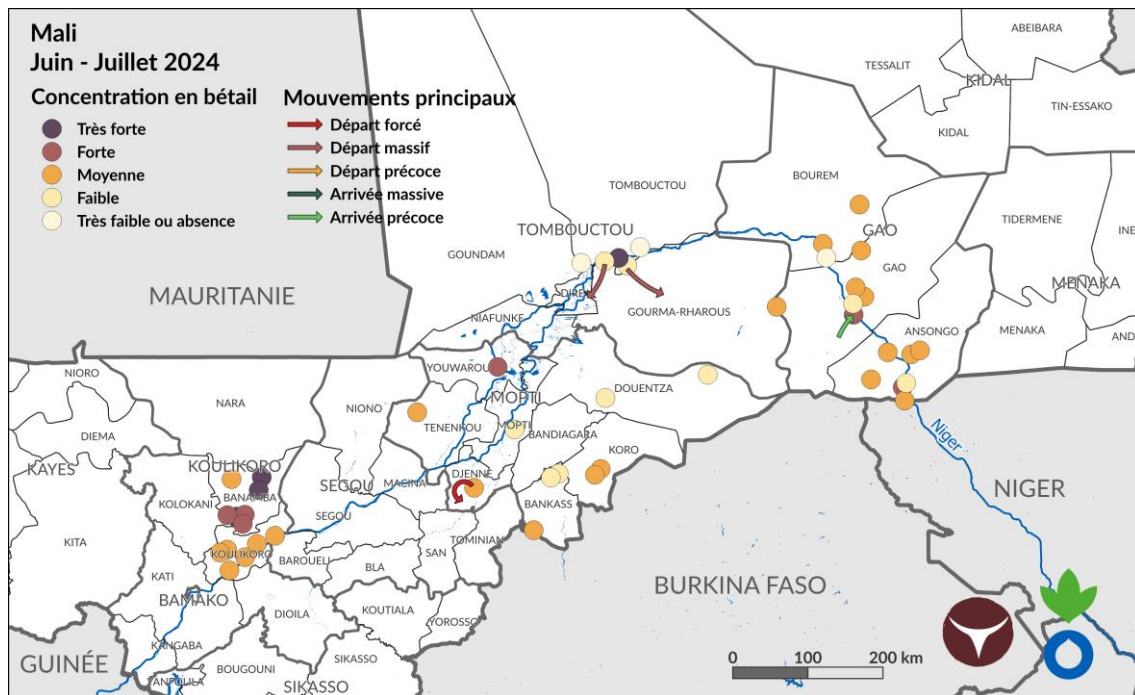 Mali
Juin - Juillet 2024
Concentration en bétail
Très forte
Forte
Moyenne
Faible
Très faible ou absence
Mouvements principaux
Départ forcé
Départ massif
Départ précoce
Arrivée massive
Arrivée précoce
ABEIBARA
TESSALIT
KIDAL
TIN-ESSAKO
KIDAL
TOMBOUCTOU
BOUREM
TIDERMENE
TOMBOUCTOU
GAO
GOUNDAM
GAO
MENAKA
MAURITANIE
DIRE
GOURMA-RHAROUS
NIAFUNKE
ANSONGO
MENAKA
AND
NIORO
YOUWAROU
DOUENTZA
NARA
NIONO
MOPTI
TENENKOU
MOPTI
BANDIAGARA
DIEMA
KORO
Niger
KAYES
KOULIKORO
SEGOU
MACINA
DJENNE
NIGER
KOLOKANI
BANAMBA
BANKASS
SEGOU
KITA
TOMINIAN
KOULIKORO
BAROUELI
SAN
KATI
BLA
BURKINA FASO
BAMAKO
DIOILA
KOUTIALA
YOROSSO
KANGABA
GUINÉE
BOUGOUNI
SIKASSO
SIKASSO
0 100 200 km